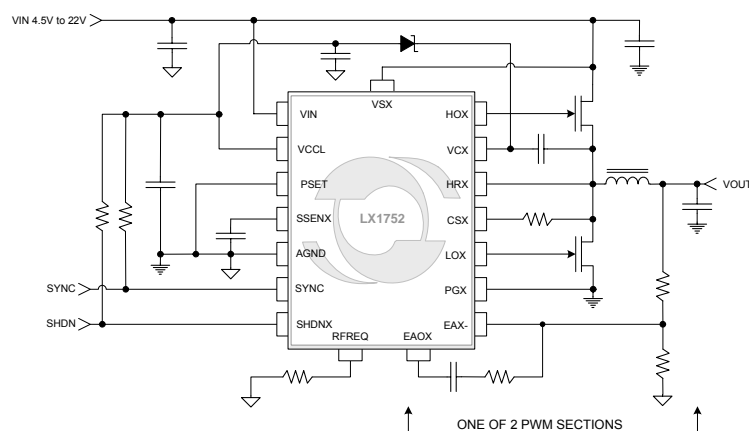 VIN 4.5V to 22V
VSX
VIN
HOX
VCCL
VCX
PSET
HRX
VOUT
SSENX
LX1752
CSX
AGND
LOX
SYNC
SYNC
PGX
SHDN
SHDNX
EAX-
RFREQ
EAOX
ONE OF 2 PWM SECTIONS